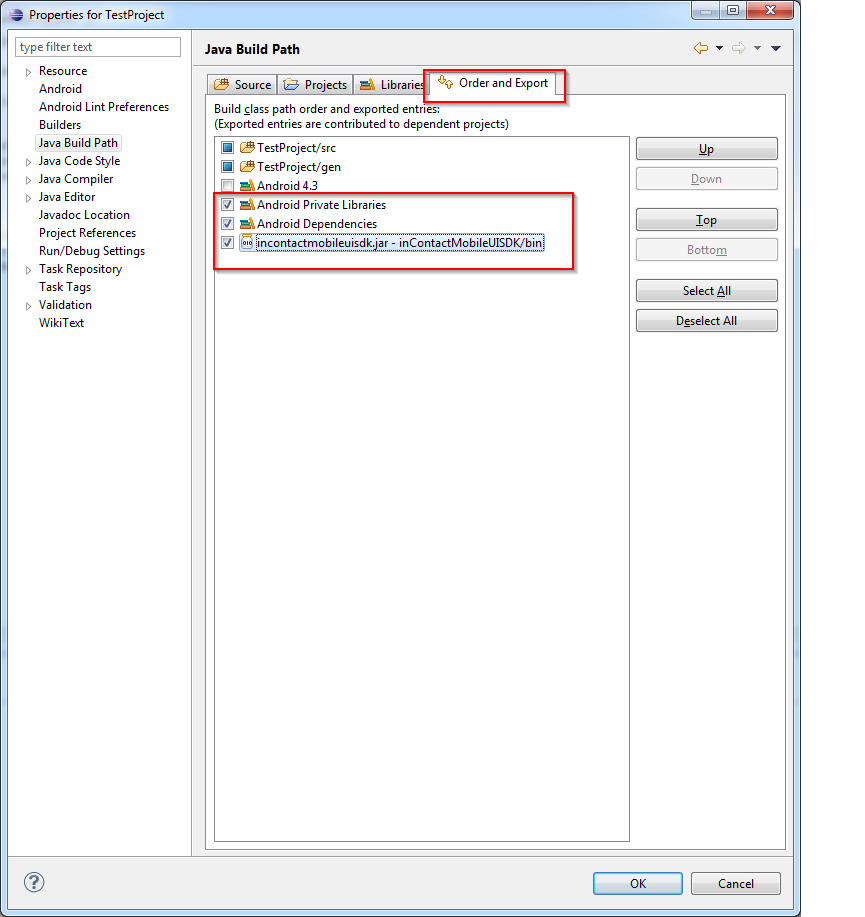 Properties for TestProject
type filter text
Resource
Android
Android Lint Preferences
Builders
Java Build Path
Java Code Style
Java Compiler
Java Editor
Javadoc Location
Project References
Run/Debug Settings
Task Repository
Task Tags
Validation
WikiText
Java Build Path
Source Projects Libraries Order and Export
Build class path order and exported entries:
(Exported entries are contributed to dependent projects)
TestProject/src
TestProject/gen
Android 4.3
Android Private Libraries
Android Dependencies
010 incontactmobileuisdk.jar - inContactMobileUISDK/bin
Up
Down
Top
Bottom
Select All
Deselect All
?
OK Cancel